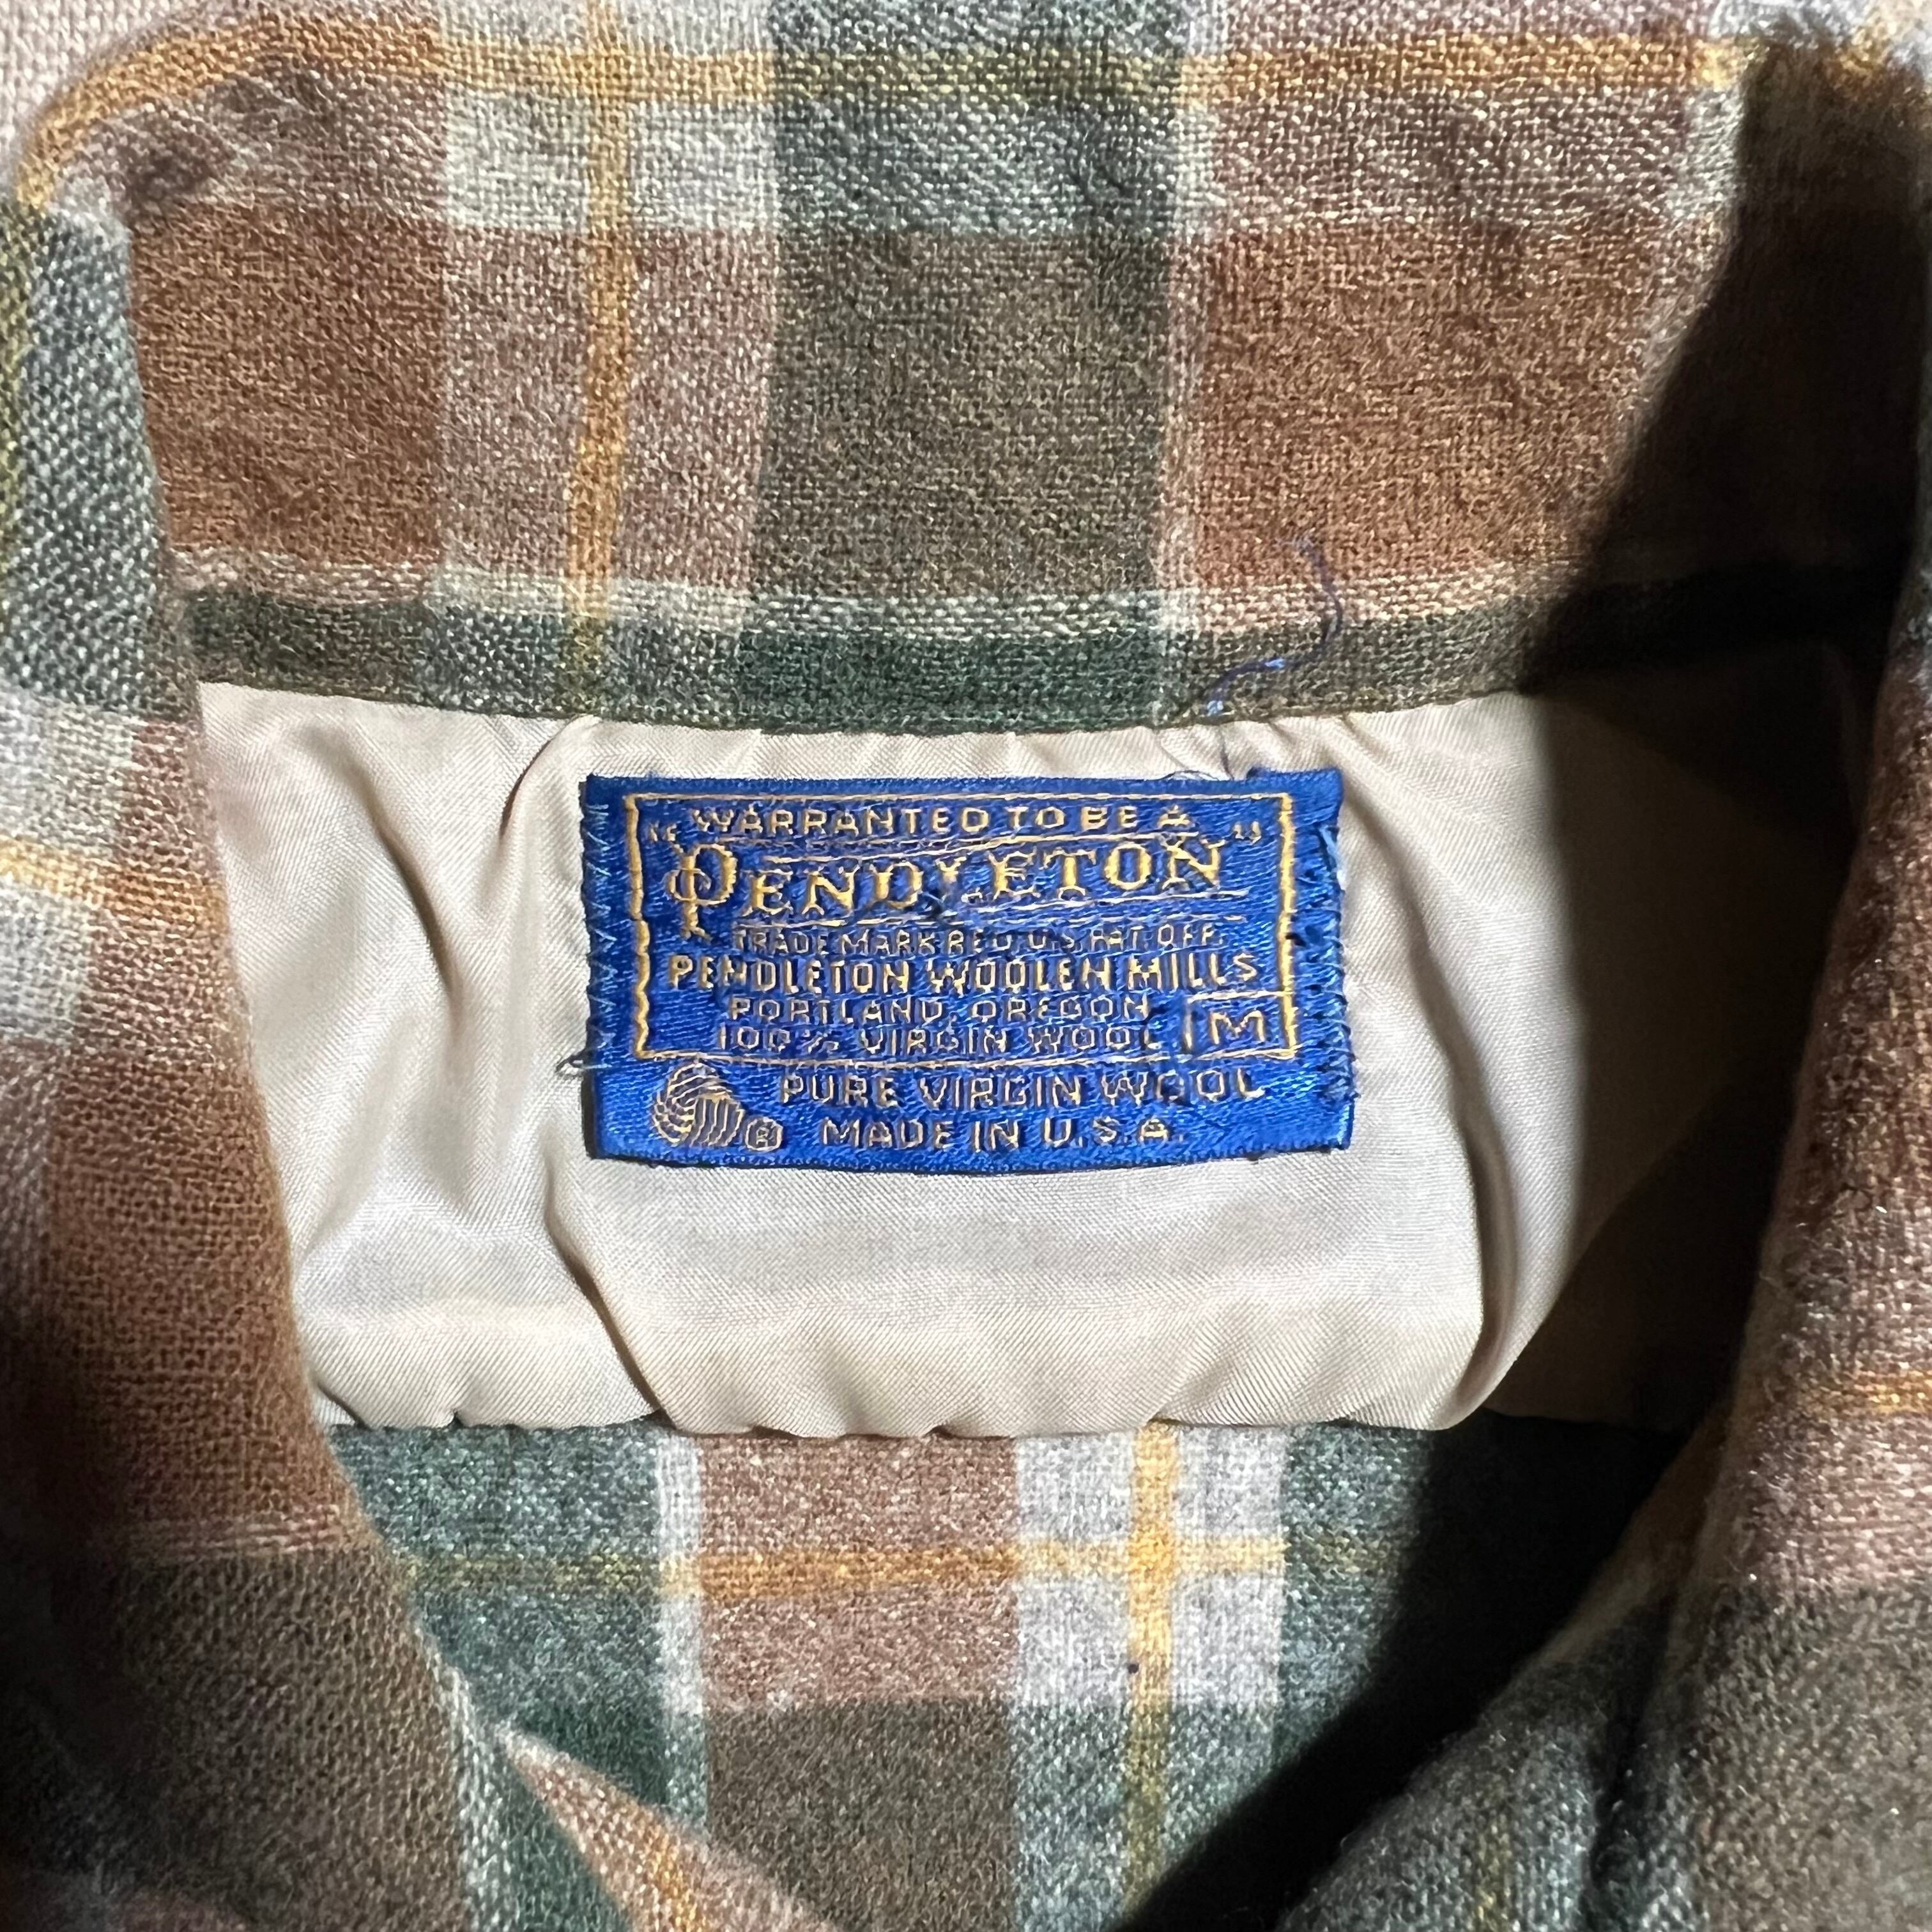 WARRANTED TO BE A
"PENDLETON"
TRADE MARK REG. U.S. PAT. OFF.
PENDLETON WOOLEN MILLS
PORTLAND, OREGON
100% VIRGIN WOOL M
PURE VIRGIN WOOL
® MADE IN U.S.A.